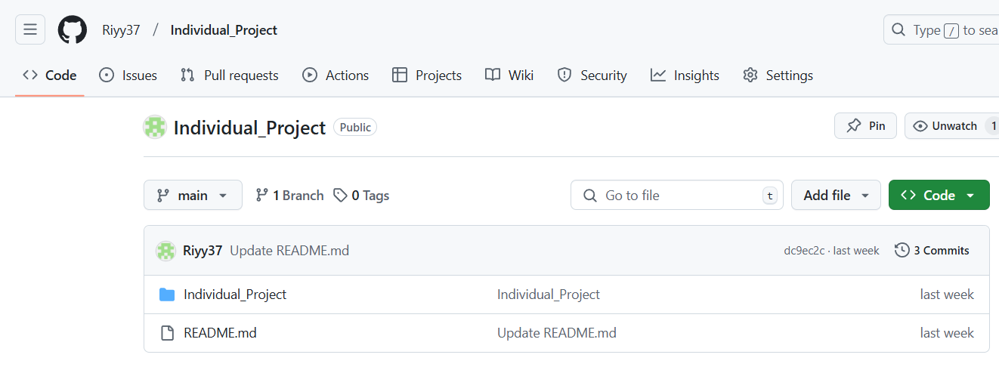 Riyy37 / Individual_Project
Type / to sea
Code Issues Pull requests Actions Projects Wiki Security Insights Settings
Individual_Project Public
Pin Unwatch 1
main 1 Branch 0 Tags
Go to file t Add file Code
Riyy37 Update README.md dc9ec2c · last week 3 Commits
Individual_Project Individual_Project last week
README.md Update README.md last week